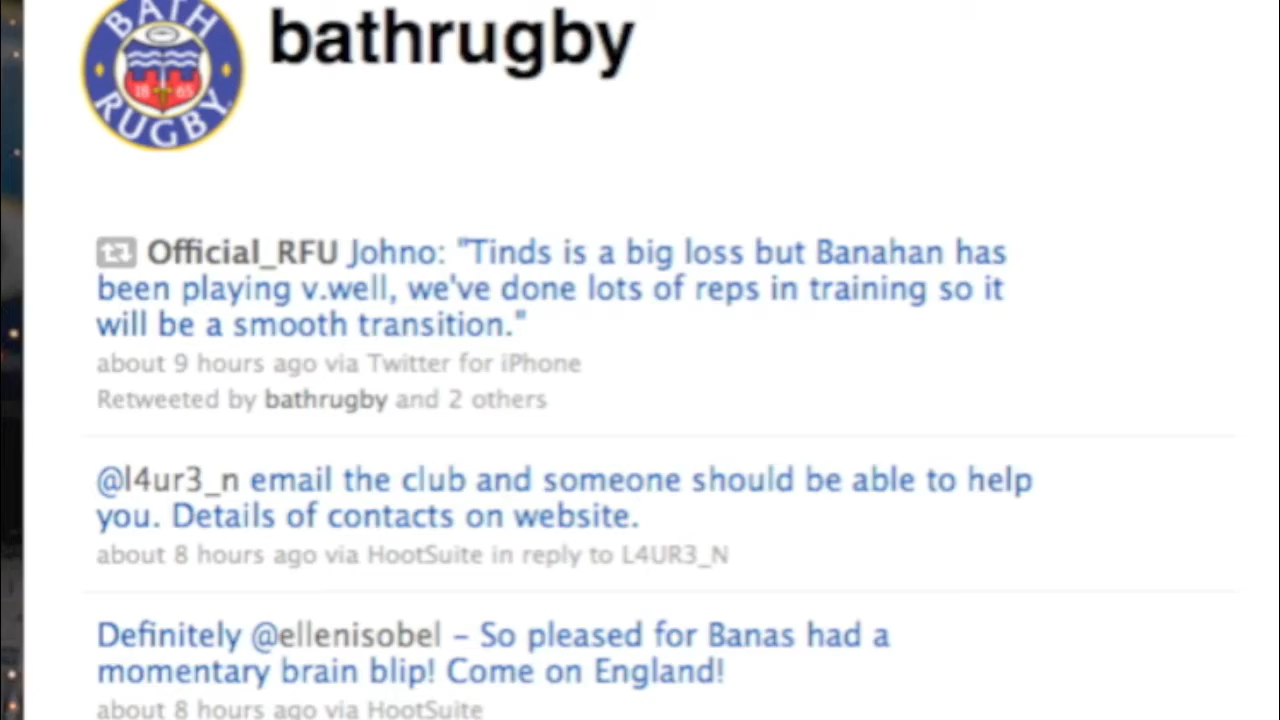 BATH
RUGBY
18 65
bathrugby
Official_RFU Johno: "Tinds is a big loss but Banahan has
been playing v.well, we've done lots of reps in training so it
will be a smooth transition."
about 9 hours ago via Twitter for iPhone
Retweeted by bathrugby and 2 others
@l4ur3_n email the club and someone should be able to help
you. Details of contacts on website.
about 8 hours ago via HootSuite in reply to L4UR3_N
Definitely @ellenisobel – So pleased for Banas had a
momentary brain blip! Come on England!
about 8 hours ago via HootSuite